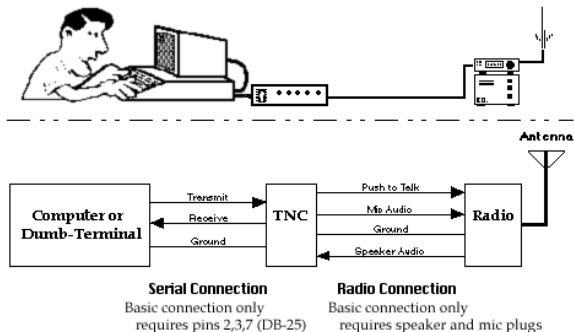 Antenna
Transmit
Receive
Ground
Computer or
Dumb-Terminal
TNC
Push to Talk
Mic Audio
Ground
Speaker Audio
Radio
Serial Connection
Basic connection only
requires pins 2,3,7 (DB-25)
Radio Connection
Basic connection only
requires speaker and mic plugs